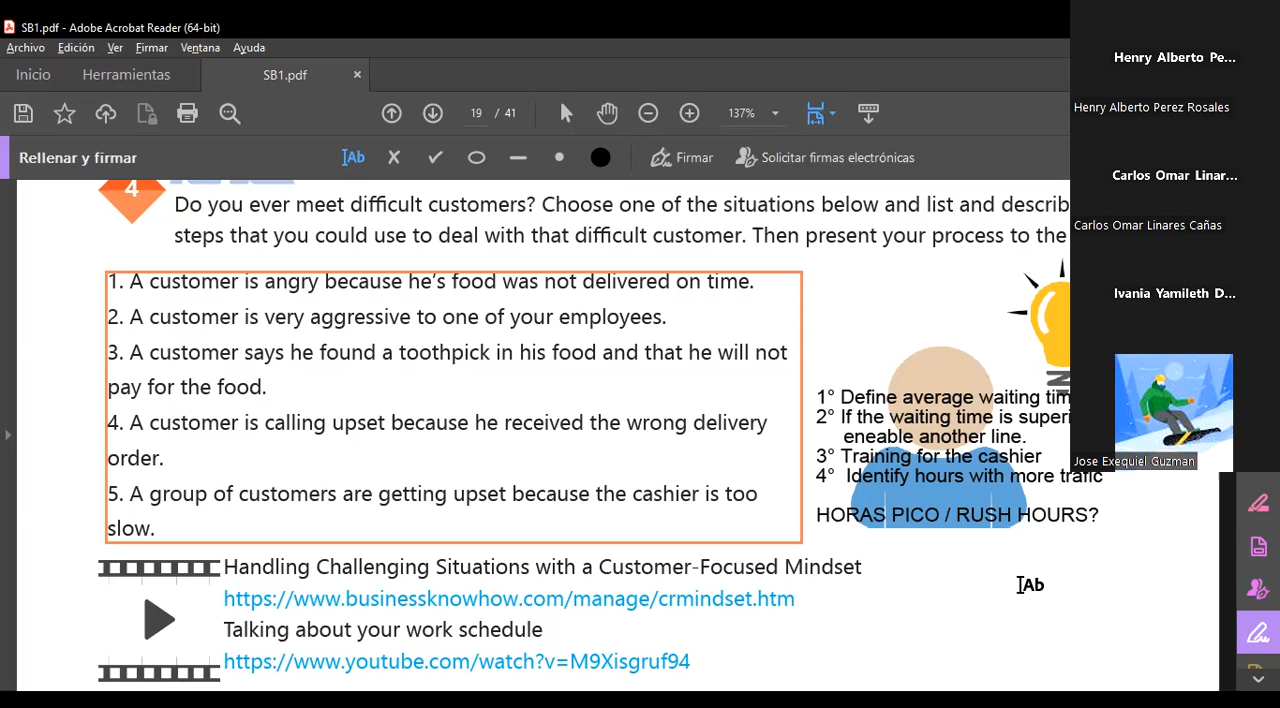 SB1.pdf - Adobe Acrobat Reader (64-bit)
Archivo Edición Ver Firmar Ventana Ayuda
Inicio Herramientas SB1.pdf ×
19 / 41 137%
Rellenar y firmar
Ab Firmar Solicitar firmas electrónicas
4
Do you ever meet difficult customers? Choose one of the situations below and list and describ
steps that you could use to deal with that difficult customer. Then present your process to the
1. A customer is angry because he's food was not delivered on time.
2. A customer is very aggressive to one of your employees.
3. A customer says he found a toothpick in his food and that he will not
pay for the food.
4. A customer is calling upset because he received the wrong delivery
order.
5. A group of customers are getting upset because the cashier is too
slow.
1° Define average waiting tim
2° If the waiting time is superi
eneable another line.
3° Training for the cashier
4° Identify hours with more trafic
HORAS PICO / RUSH HOURS?
Ab
Handling Challenging Situations with a Customer-Focused Mindset
https://www.businessknowhow.com/manage/crmindset.htm
Talking about your work schedule
https://www.youtube.com/watch?v=M9Xisgruf94
Henry Alberto Pe...
Henry Alberto Perez Rosales
Carlos Omar Linar...
Carlos Omar Linares Cañas
Ivania Yamileth D...
Jose Exequiel Guzman